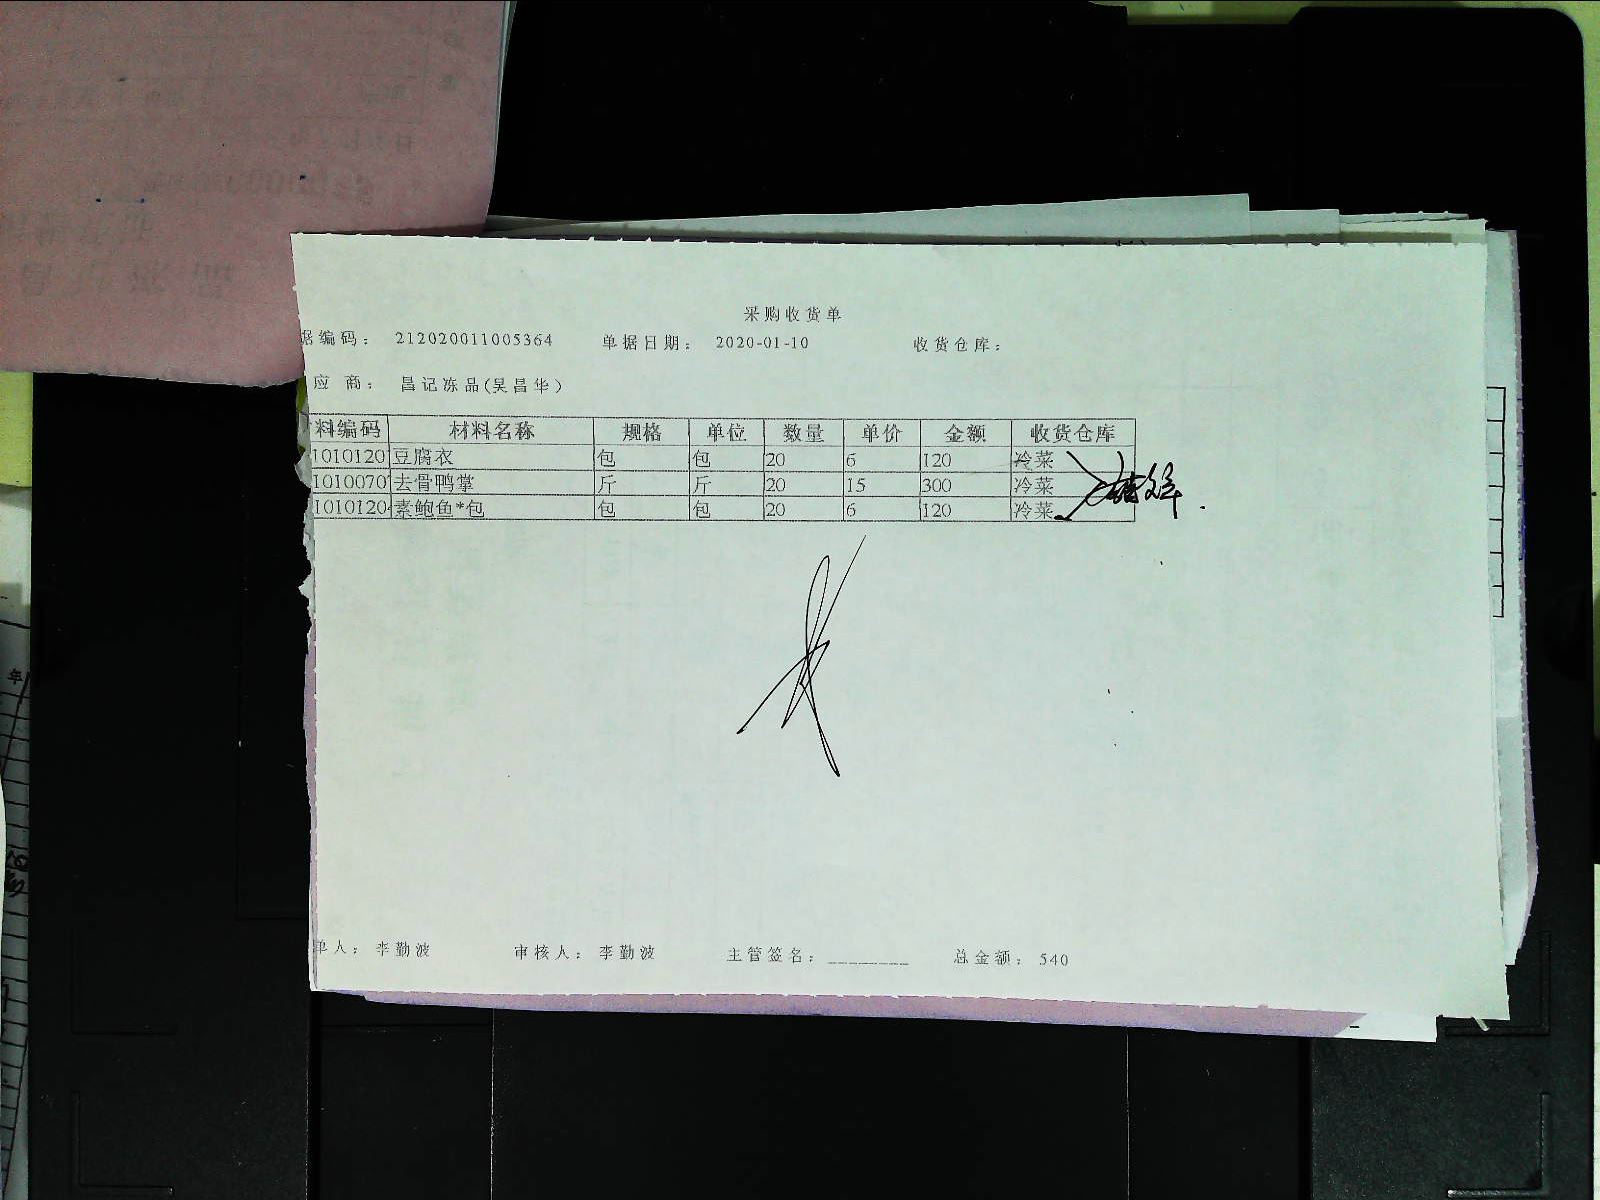 采购收货单
据编码： 212020011005364 单据日期： 2020-01-10 收货仓库：
应 商： 昌记冻品(吴昌华)
料编码 材料名称 规格 单位 数量 单价 金额 收货仓库
1010120 豆腐衣 包 包 20 6 120 冷菜
1010070 去骨鸭掌 斤 斤 20 15 300 冷菜
1010120 素鲍鱼*包 包 包 20 6 120 冷菜
单人： 李勤波 审核人： 李勤波 主管签名：________ 总金额： 540